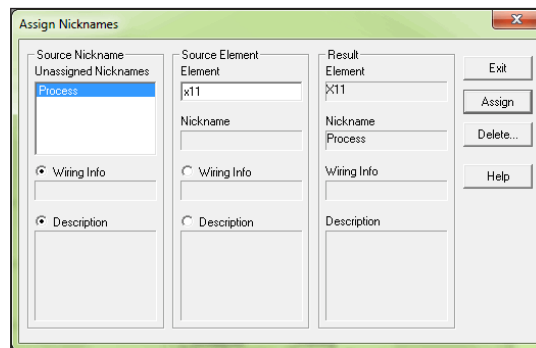 Assign Nicknames
Source Nickname
Unassigned Nicknames
Process
Wiring Info
Description
Source Element
Element
x11
Nickname
Wiring Info
Description
Result
Element
X11
Nickname
Process
Wiring Info
Description
Exit
Assign
Delete...
Help